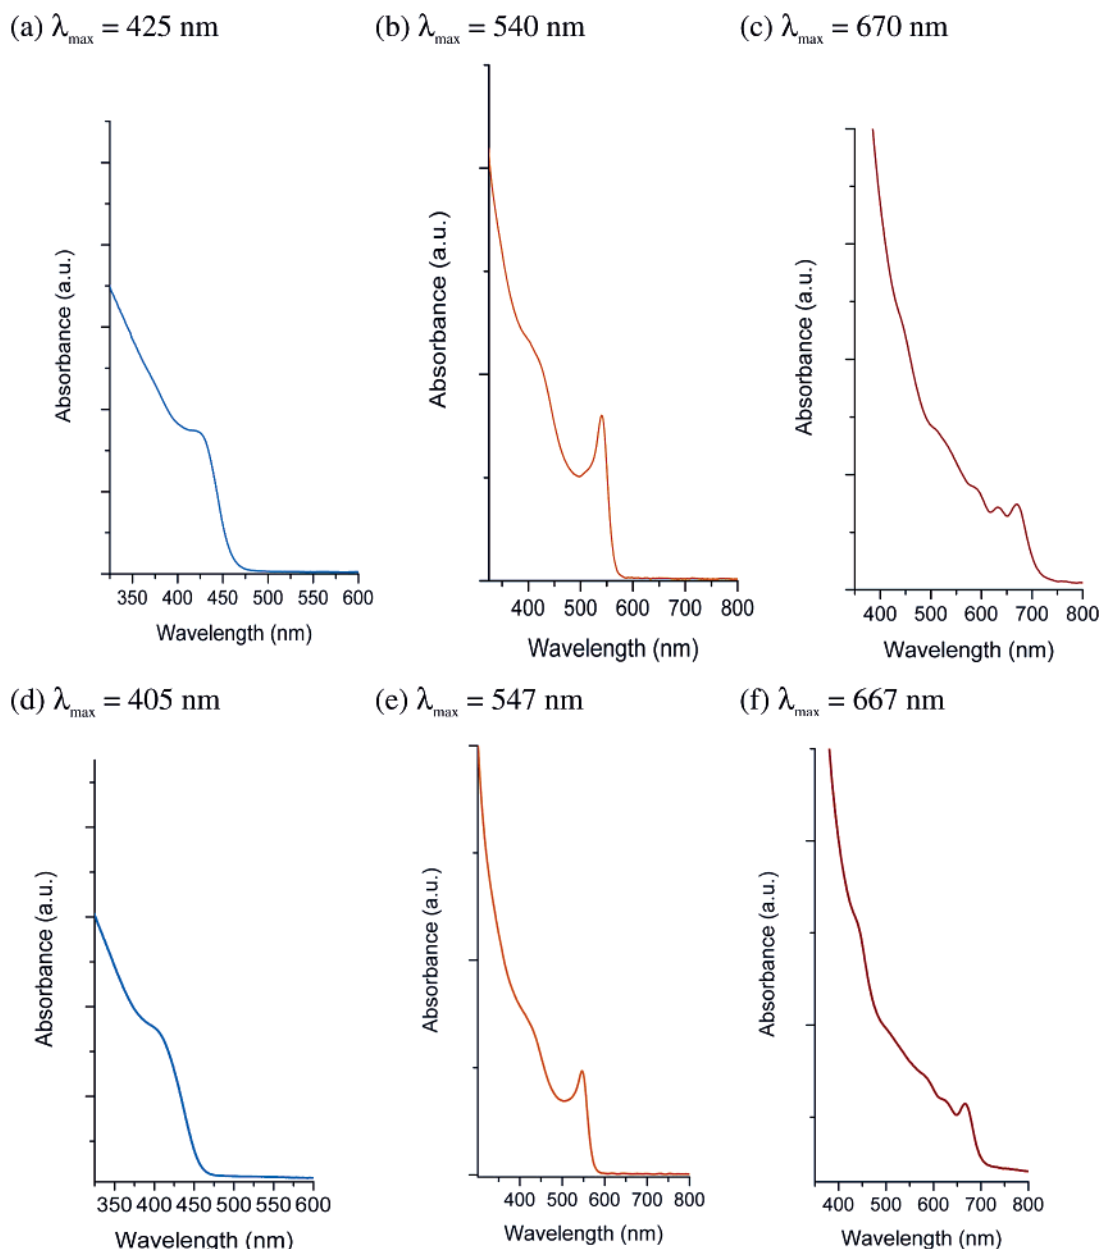 (a) λmax = 425 nm
(b) λmax = 540 nm
(c) λmax = 670 nm
Absorbance (a.u.)
350 400 450 500 550 600
Wavelength (nm)
Absorbance (a.u.)
400 500 600 700 800
Wavelength (nm)
Absorbance (a.u.)
400 500 600 700 800
Wavelength (nm)
(d) λmax = 405 nm
(e) λmax = 547 nm
(f) λmax = 667 nm
Absorbance (a.u.)
350 400 450 500 550 600
Wavelength (nm)
Absorbance (a.u.)
400 500 600 700 800
Wavelength (nm)
Absorbance (a.u.)
400 500 600 700 800
Wavelength (nm)